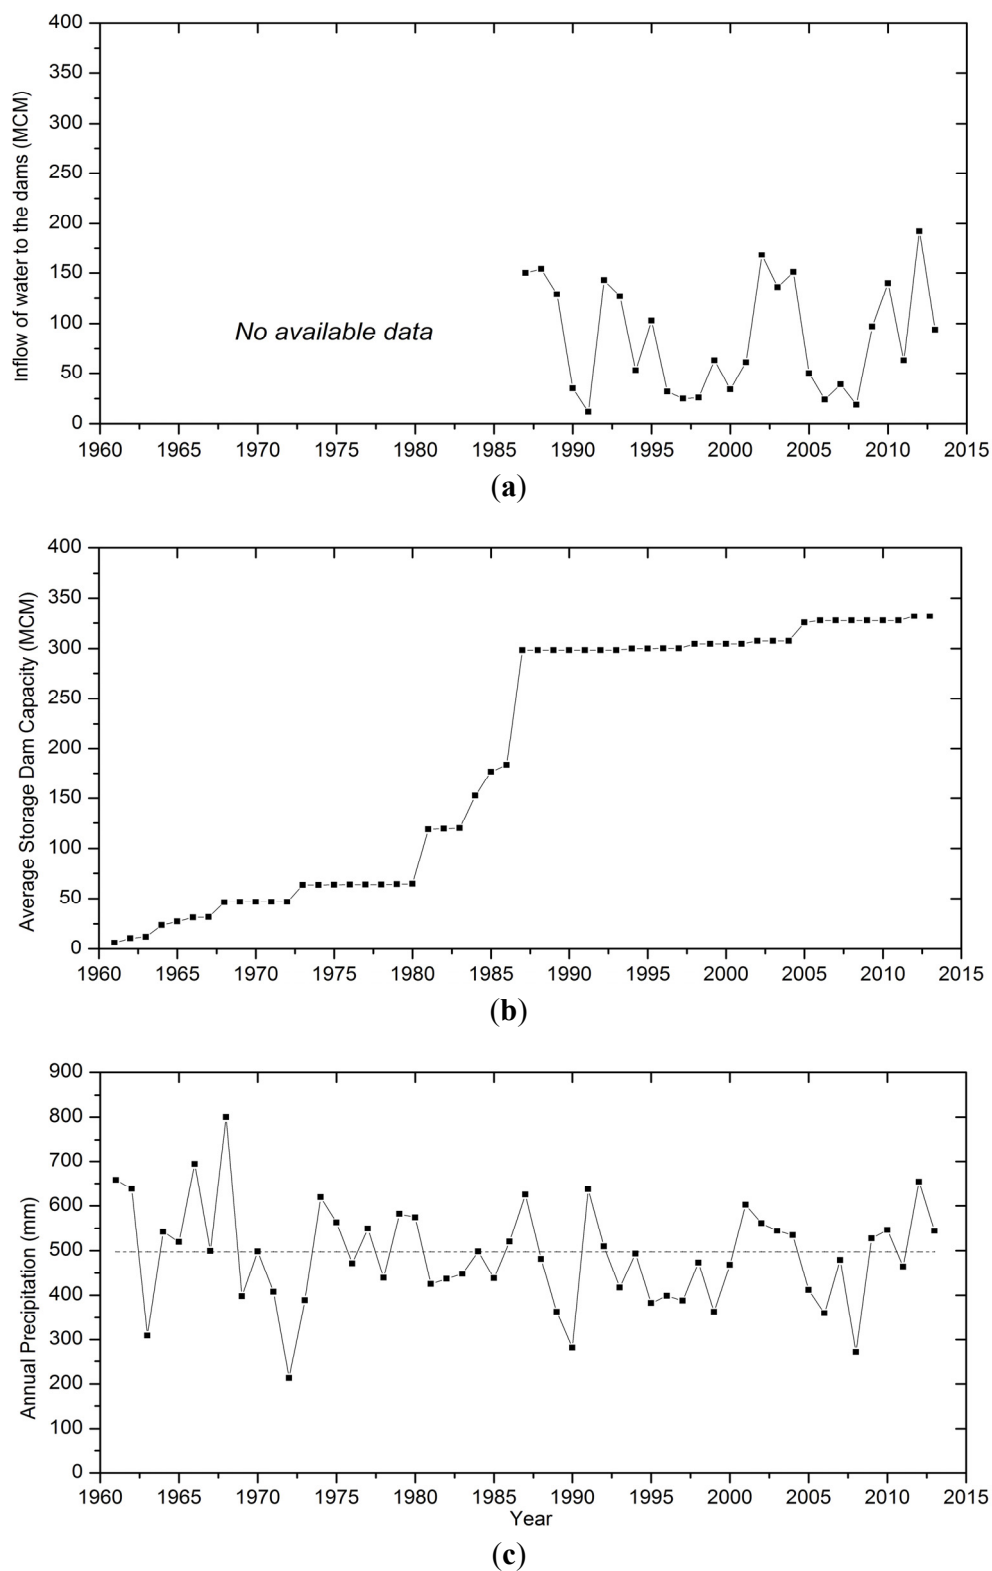 400
350
300
250
200
150
100
50
0
Inflow of water to the dams (MCM)
No available data
1960 1965 1970 1975 1980 1985 1990 1995 2000 2005 2010 2015
(a)
400
350
300
250
200
150
100
50
0
Average Storage Dam Capacity (MCM)
1960 1965 1970 1975 1980 1985 1990 1995 2000 2005 2010 2015
(b)
900
800
700
600
500
400
300
200
100
0
Annual Precipitation (mm)
1960 1965 1970 1975 1980 1985 1990 1995 2000 2005 2010 2015
Year
(c)